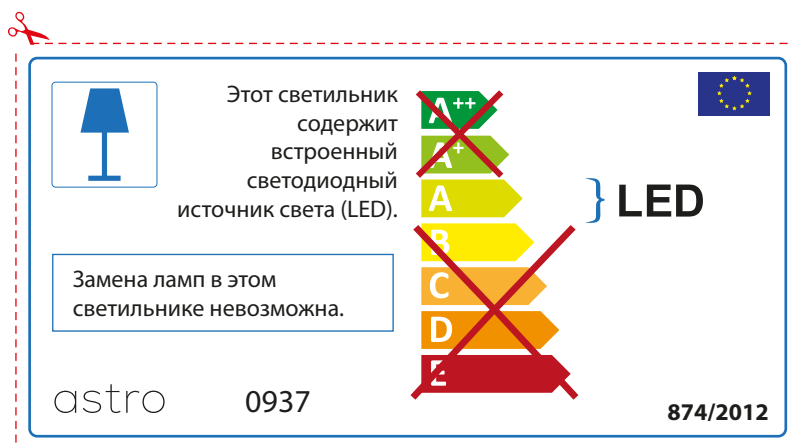 Этот светильник
содержит
встроенный
светодиодный
источник света (LED).
A++
A+
A
B
C
D
E
LED
Замена ламп в этом
светильнике невозможна.
astro
0937
874/2012